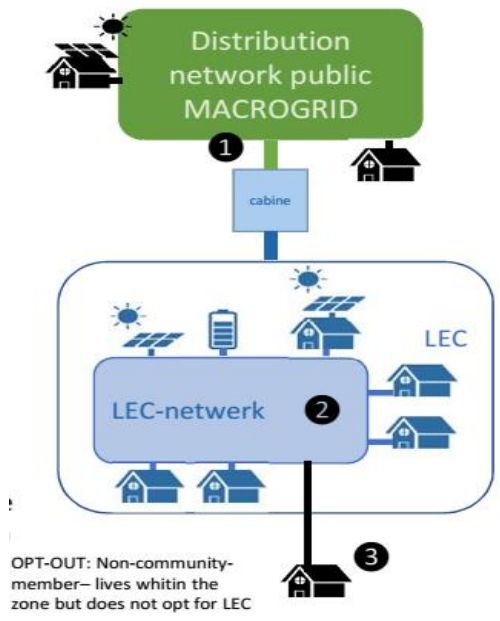 Distribution
network public
MACROGRID
1
cabine
LEC
LEC-netwerk 2
3
e
OPT-OUT: Non-community-
member– lives whitin the
zone but does not opt for LEC